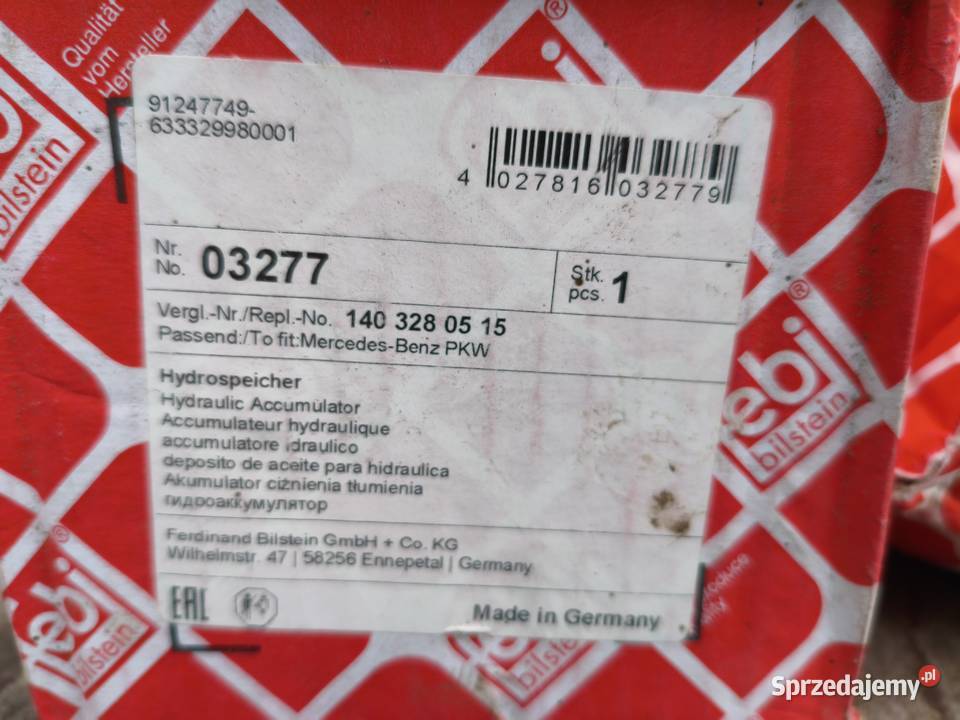 Qualität
vom
Hersteller
®
febi
bilstein
91247749-
633329980001
4 027816 032779
Nr.
No. 03277
Stk.
pcs. 1
Vergl.-Nr./Repl.-No. 140 328 05 15
Passend:/To fit:Mercedes-Benz PKW
Hydrospeicher
Hydraulic Accumulator
Accumulateur hydraulique
accumulatore idraulico
deposito de aceite para hidraulica
Akumulator ciżnienia tłumienia
гидроаккумулятор
Ferdinand Bilstein GmbH + Co. KG
Wilhelmstr. 47 | 58256 Ennepetal | Germany
EAC
Made in Germany
®
febi
bilstein
®
febi
bilstein
bilstein
Sprzedajemy.pl